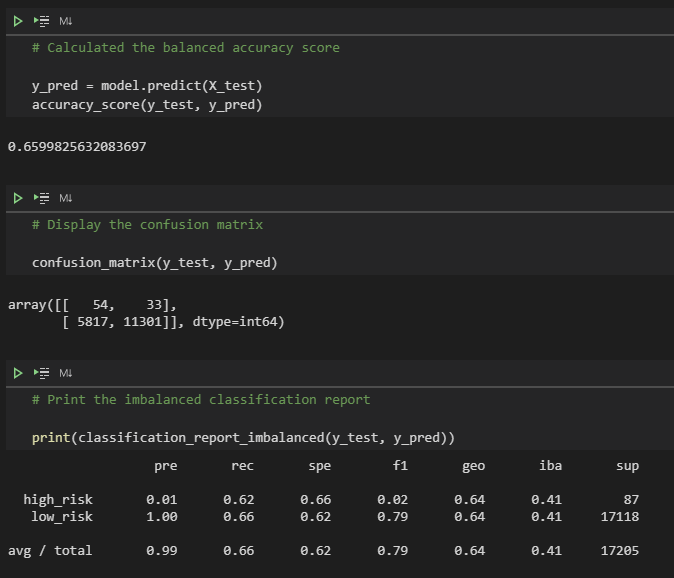 M↓
# Calculated the balanced accuracy score
y_pred = model.predict(X_test)
accuracy_score(y_test, y_pred)
0.6599825632083697
M↓
# Display the confusion matrix
confusion_matrix(y_test, y_pred)
array([[   54,    33],
       [ 5817, 11301]], dtype=int64)
M↓
# Print the imbalanced classification report
print(classification_report_imbalanced(y_test, y_pred))
                   pre       rec       spe        f1       geo       iba       sup
  high_risk       0.01      0.62      0.66      0.02      0.64      0.41        87
   low_risk       1.00      0.66      0.62      0.79      0.64      0.41     17118
avg / total       0.99      0.66      0.62      0.79      0.64      0.41     17205